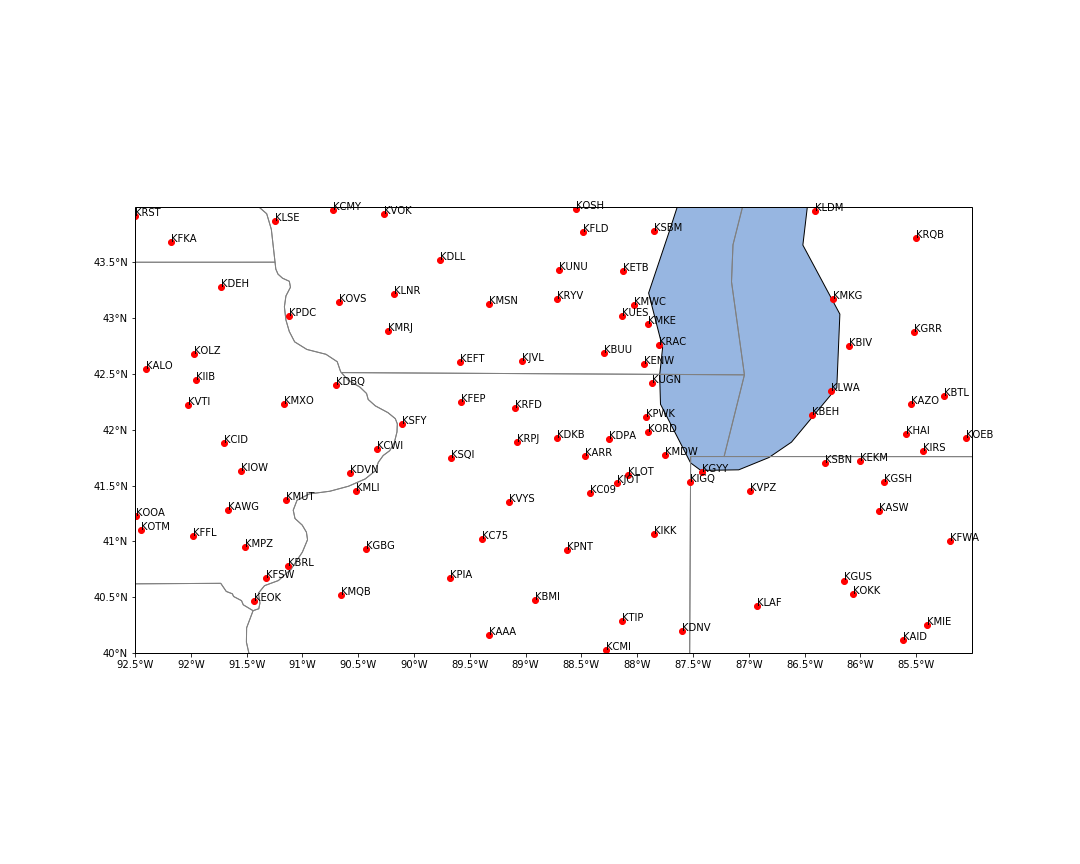 KRST
KCMY
KVOK
KOSH
KLDM
KLSE
KFLD
KSBM
KFKA
KRQB
KDLL
43.5°N
KUNU
KETB
KDEH
KLNR
KOVS
KMSN
KRYV
KMWC
KMKG
43°N
KPDC
KUES
KMKE
KMRJ
KGRR
KRAC
KBIV
KOLZ
KBUU
KALO
KEFT
KJVL
KENW
42.5°N
KIIB
KDBQ
KUGN
KLWA
KBTL
KVTI
KMXO
KFEP
KRFD
KAZO
KPWK
KBEH
42°N
KSFY
KORD
KHAI
KOEB
KCID
KCWI
KRPJ
KDKB
KDPA
KSQI
KARR
KMDW
KSBN
KEKM
KIRS
KIOW
KDVN
KLOT
KGYY
41.5°N
KMLI
KJOT
KIGQ
KVPZ
KGSH
KMUT
KVYS
KC09
KOOA
KAWG
KASW
KOTM
KFFL
KC75
KIKK
KFWA
41°N
KMPZ
KGBG
KPNT
KBRL
KFSW
KPIA
KGUS
40.5°N
KEOK
KMQB
KBMI
KLAF
KOKK
KAAA
KTIP
KDNV
KMIE
KAID
40°N
KCMI
92.5°W 92°W 91.5°W 91°W 90.5°W 90°W 89.5°W 89°W 88.5°W 88°W 87.5°W 87°W 86.5°W 86°W 85.5°W